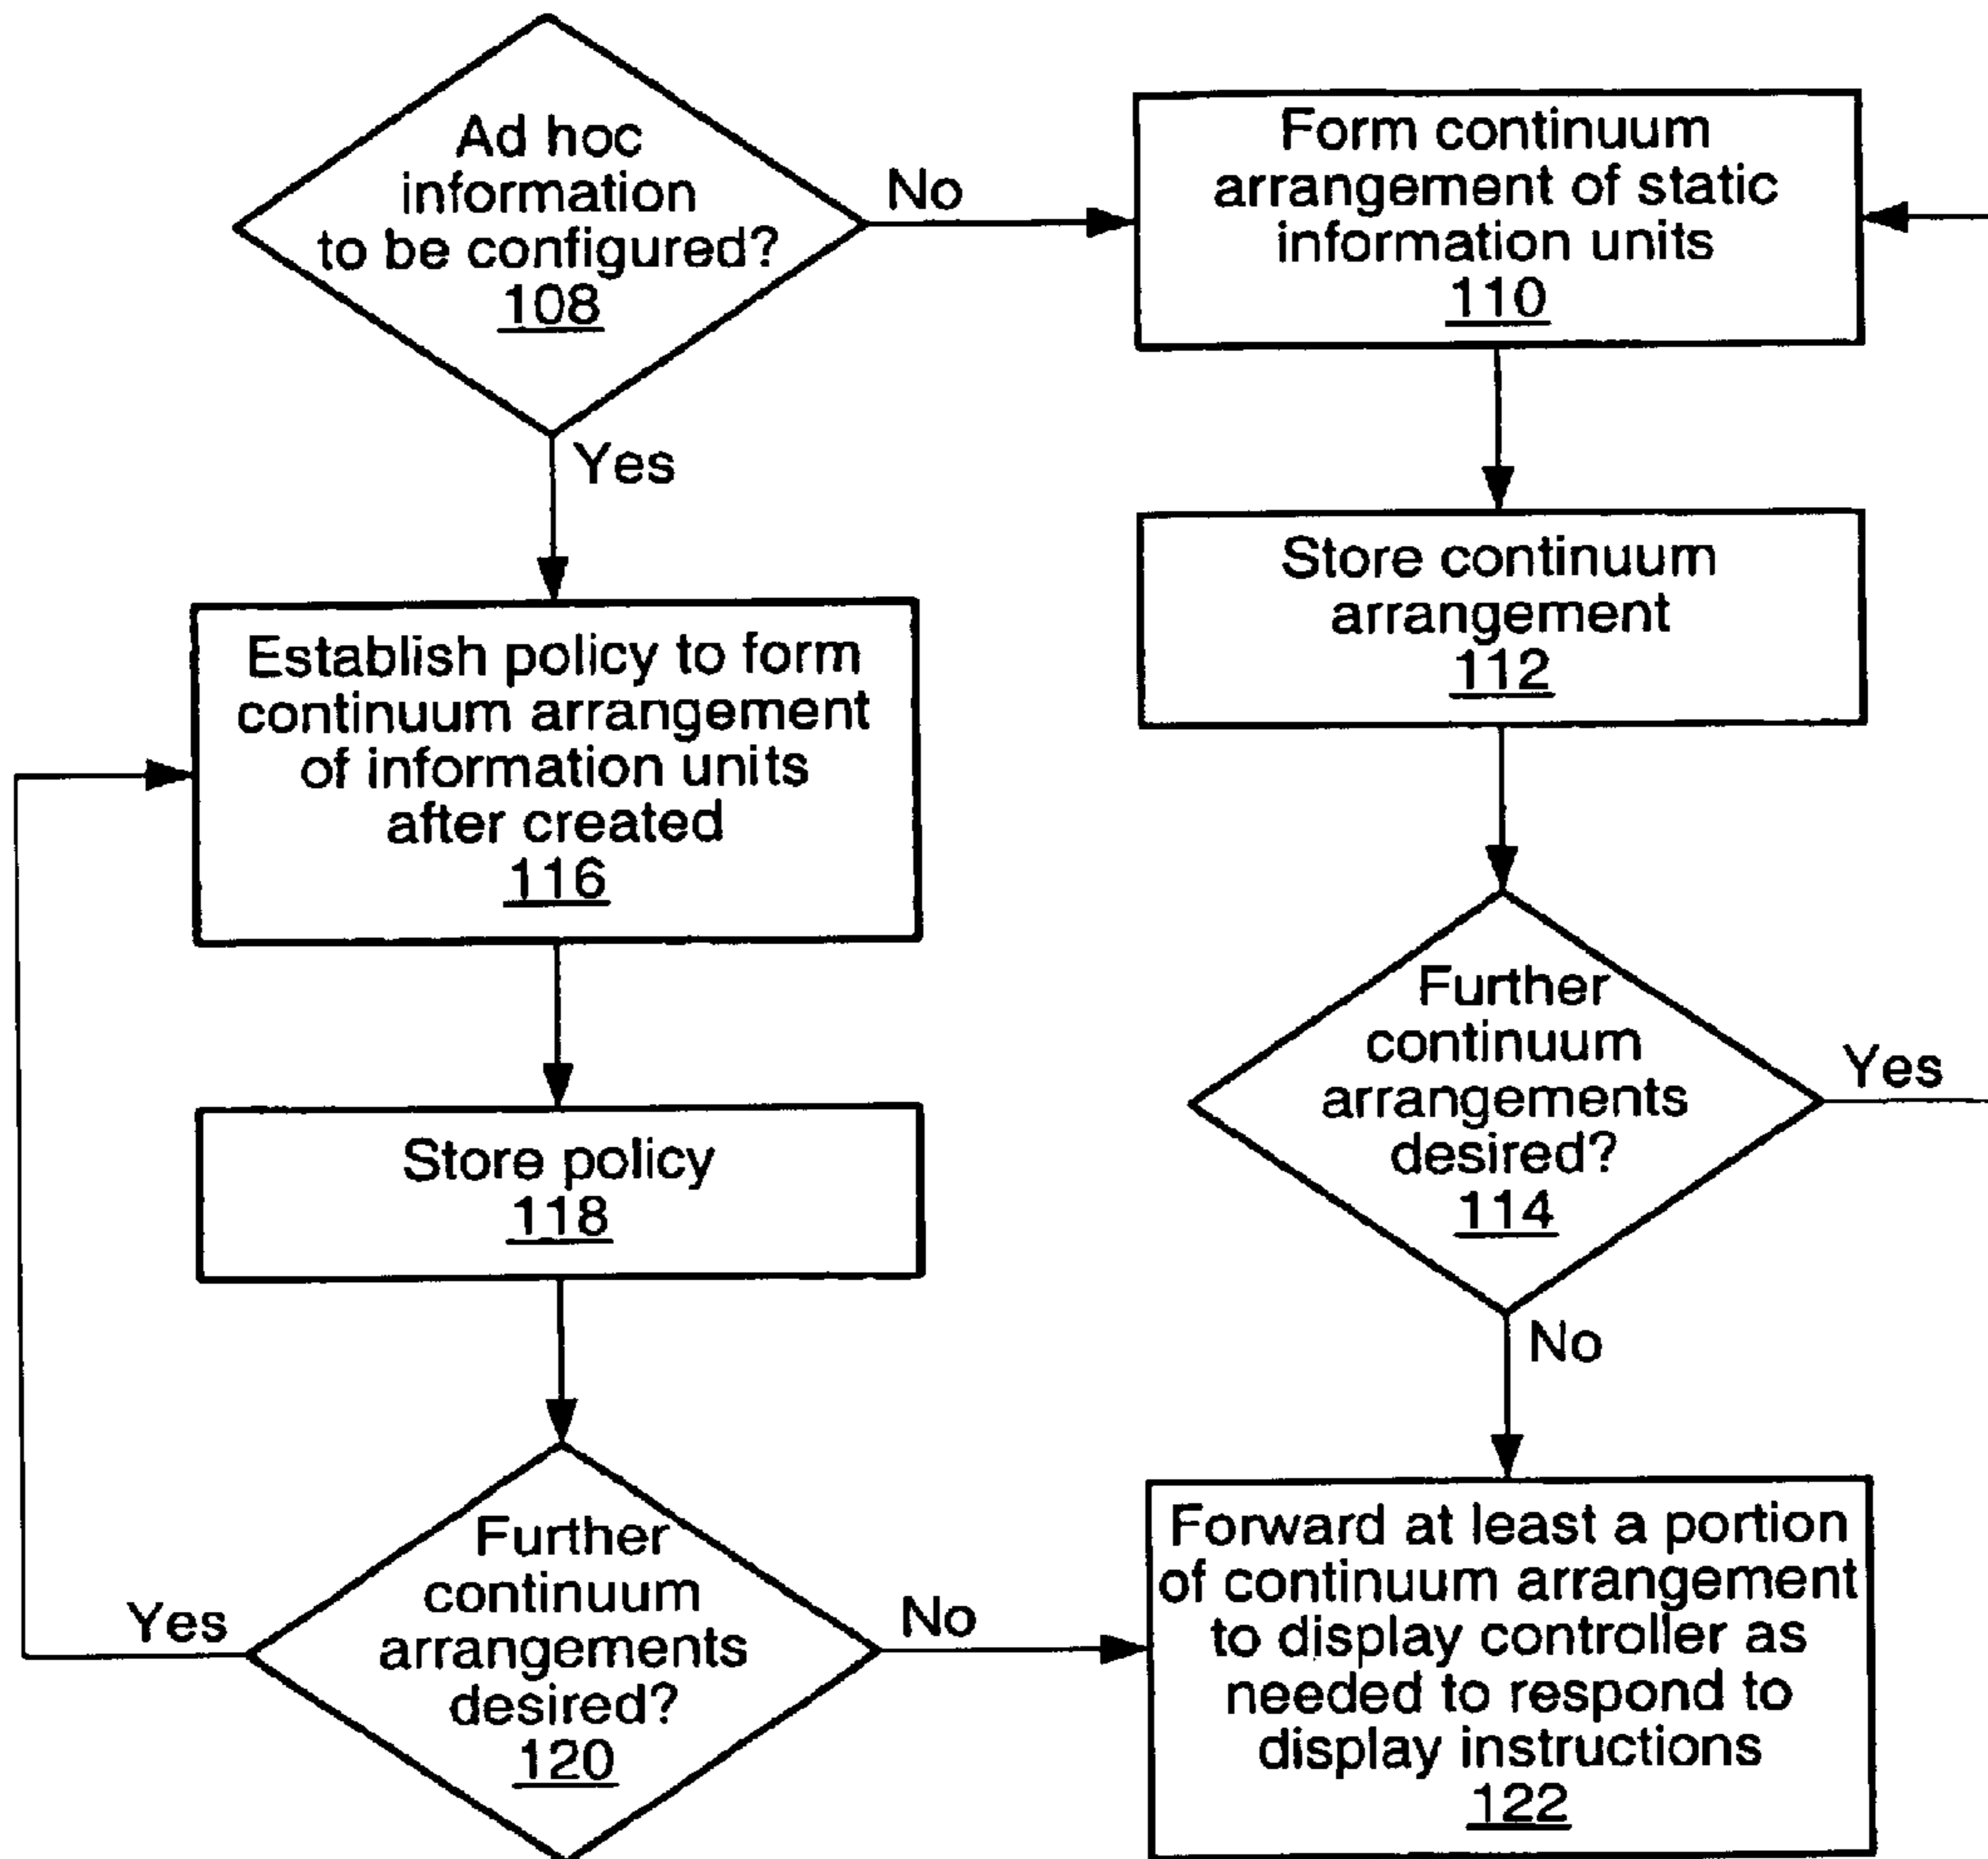 Ad hoc
information
to be configured?
108
No
Form continuum
arrangement of static
information units
110
Yes
Store continuum
arrangement
112
Establish policy to form
continuum arrangement
of information units
after created
116
Further
continuum
arrangements
desired?
114
Yes
No
Store policy
118
Further
continuum
arrangements
desired?
120
Yes
No
Forward at least a portion
of continuum arrangement
to display controller as
needed to respond to
display instructions
122